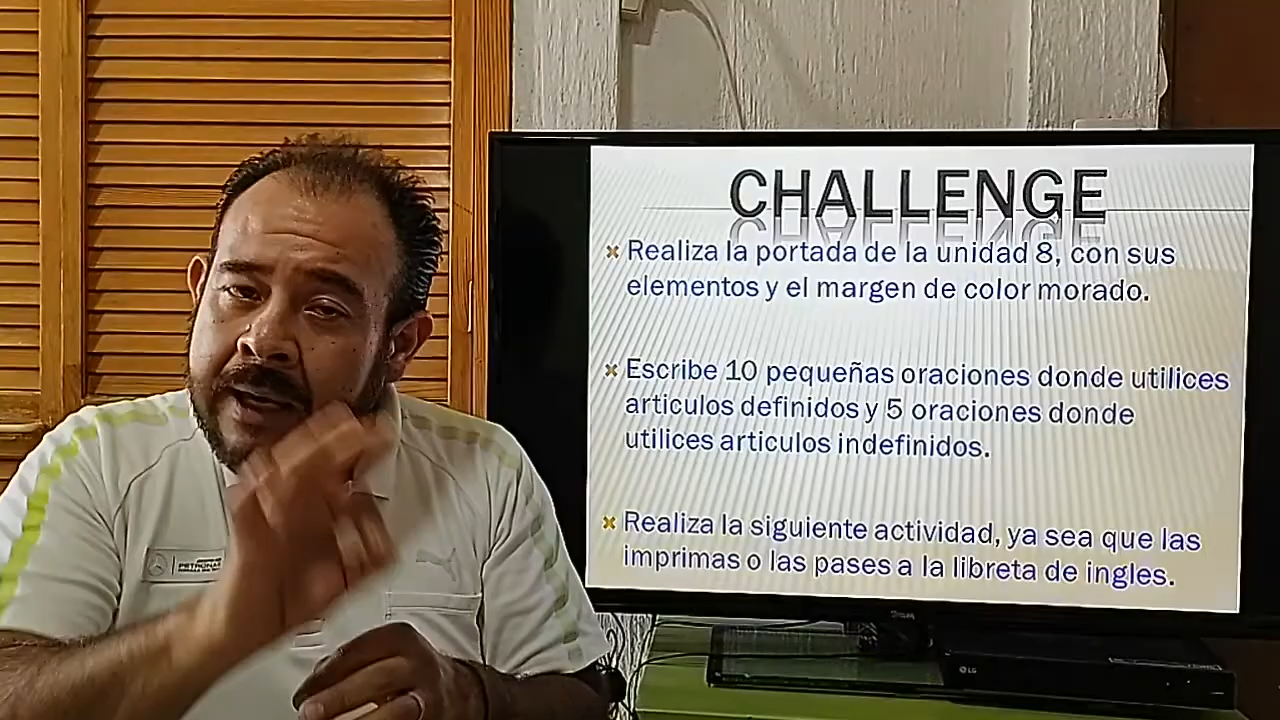 CHALLENGE
Realiza la portada de la unidad 8, con sus
elementos y el margen de color morado.
Escribe 10 pequeñas oraciones donde utilices
articulos definidos y 5 oraciones donde
utilices articulos indefinidos.
Realiza la siguiente actividad, ya sea que las
imprimas o las pases a la libreta de ingles.
PETRONAS
LG